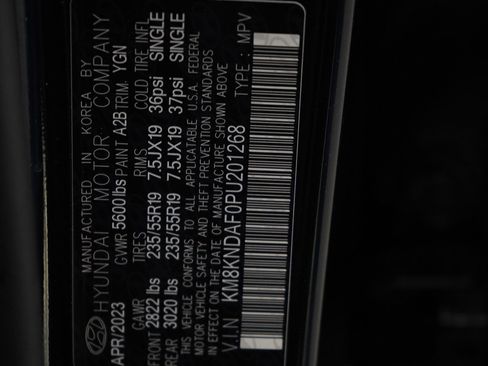 MANUFACTURED IN KOREA BY
HYUNDAI MOTOR COMPANY
APR/2023 GVWR 5600lbs PAINT A2B TRIM YGN
GAWR TIRES RIMS COLD TIRE INFL
FRONT 2822 lbs 235/55R19 7.5JX19 36psi SINGLE
REAR 3020 lbs 235/55R19 7.5JX19 37psi SINGLE
THIS VEHICLE CONFORMS TO ALL APPLICATABLE U.S.A. FEDERAL
MOTOR VEHICLE SAFETY AND THEFT PREVENTION STANDARDS
IN EFFECT ON THE DATE OF MANUFACTURE SHOWN ABOVE
V.I.N KM8KNDAF0PU201268
TYPE : MPV